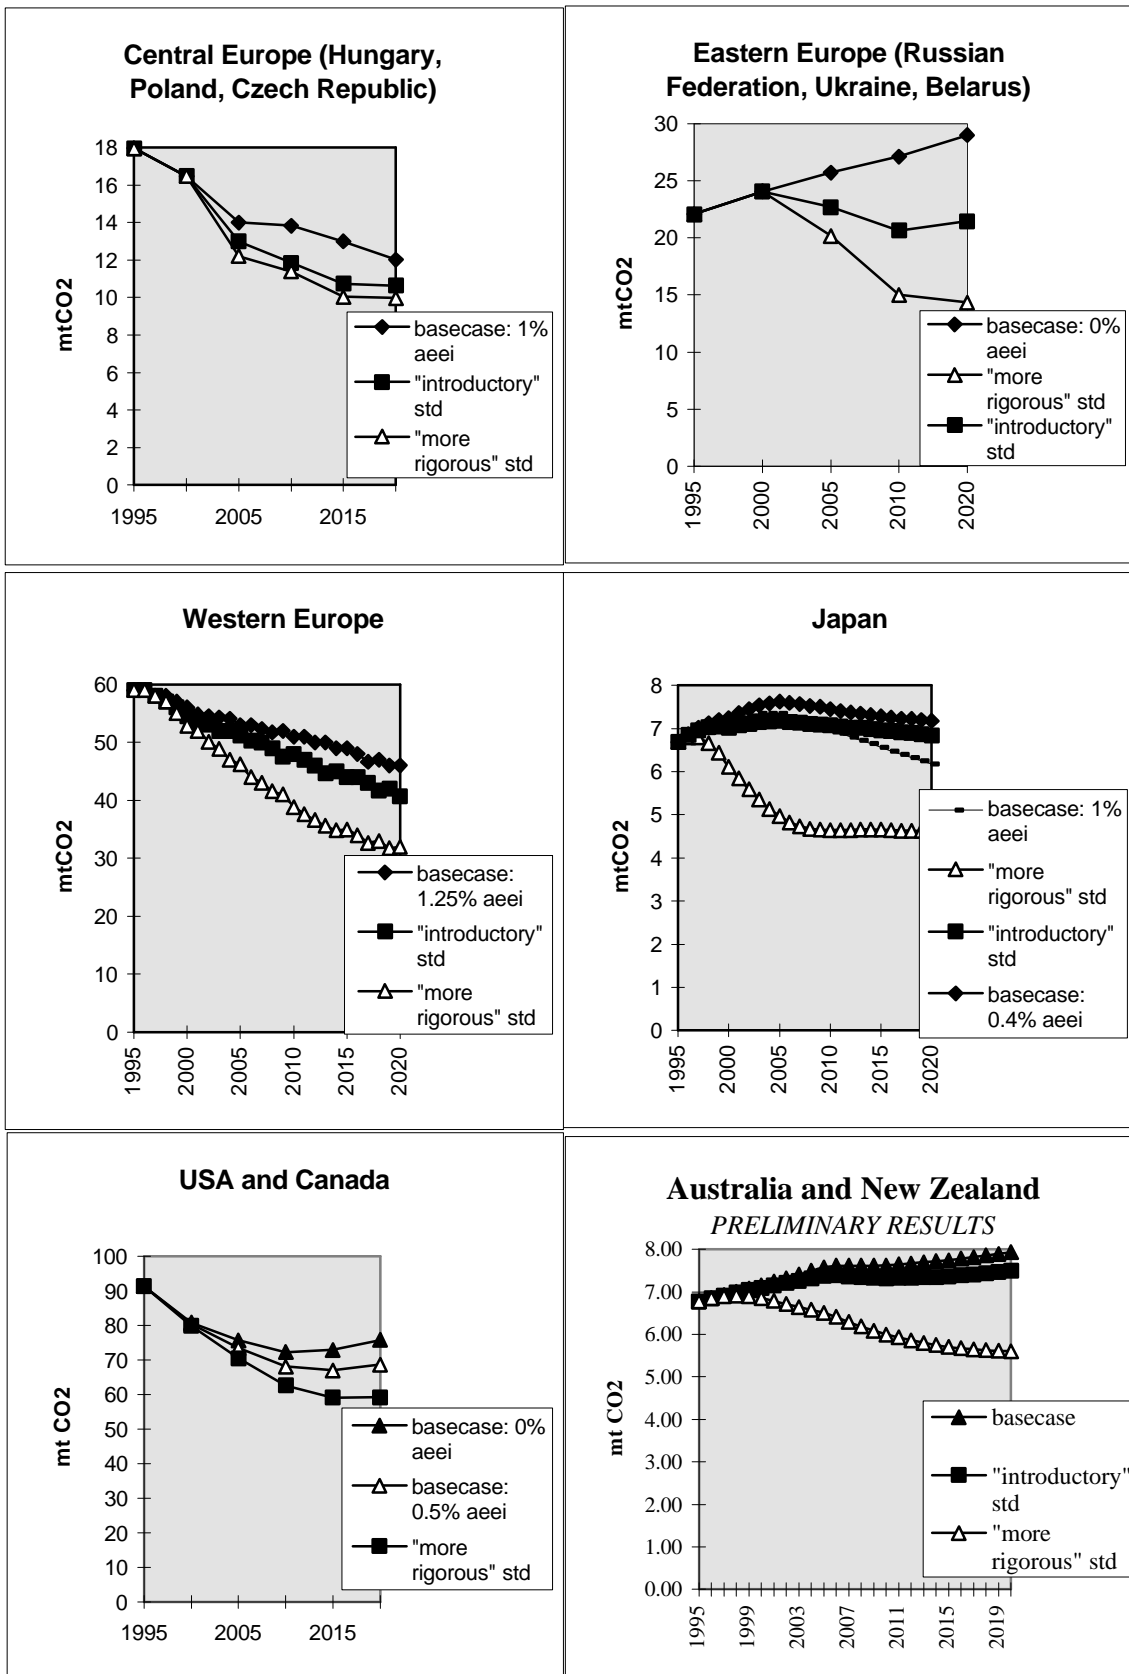 Central Europe (Hungary,
Poland, Czech Republic)
mtCO2
18
16
14
12
10
8
6
4
2
0
1995
2005
2015
basecase: 1%
aeei
"introductory"
std
"more
rigorous" std
Eastern Europe (Russian
Federation, Ukraine, Belarus)
mtCO2
30
25
20
15
10
5
0
1995
2000
2005
2010
2020
basecase: 0%
aeei
"more
rigorous" std
"introductory"
std
Western Europe
mtCO2
60
50
40
30
20
10
0
1995
2000
2005
2010
2015
2020
basecase:
1.25% aeei
"introductory"
std
"more
rigorous" std
Japan
mtCO2
8
7
6
5
4
3
2
1
0
1995
2000
2005
2010
2015
2020
basecase: 1%
aeei
"more
rigorous" std
"introductory"
std
basecase:
0.4% aeei
USA and Canada
mt CO2
100
90
80
70
60
50
40
30
20
10
0
1995
2005
2015
basecase: 0%
aeei
basecase:
0.5% aeei
"more
rigorous" std
Australia and New Zealand
PRELIMINARY RESULTS
mt CO2
8.00
7.00
6.00
5.00
4.00
3.00
2.00
1.00
0.00
1995
1999
2003
2007
2011
2015
2019
basecase
"introductory"
std
"more
rigorous" std